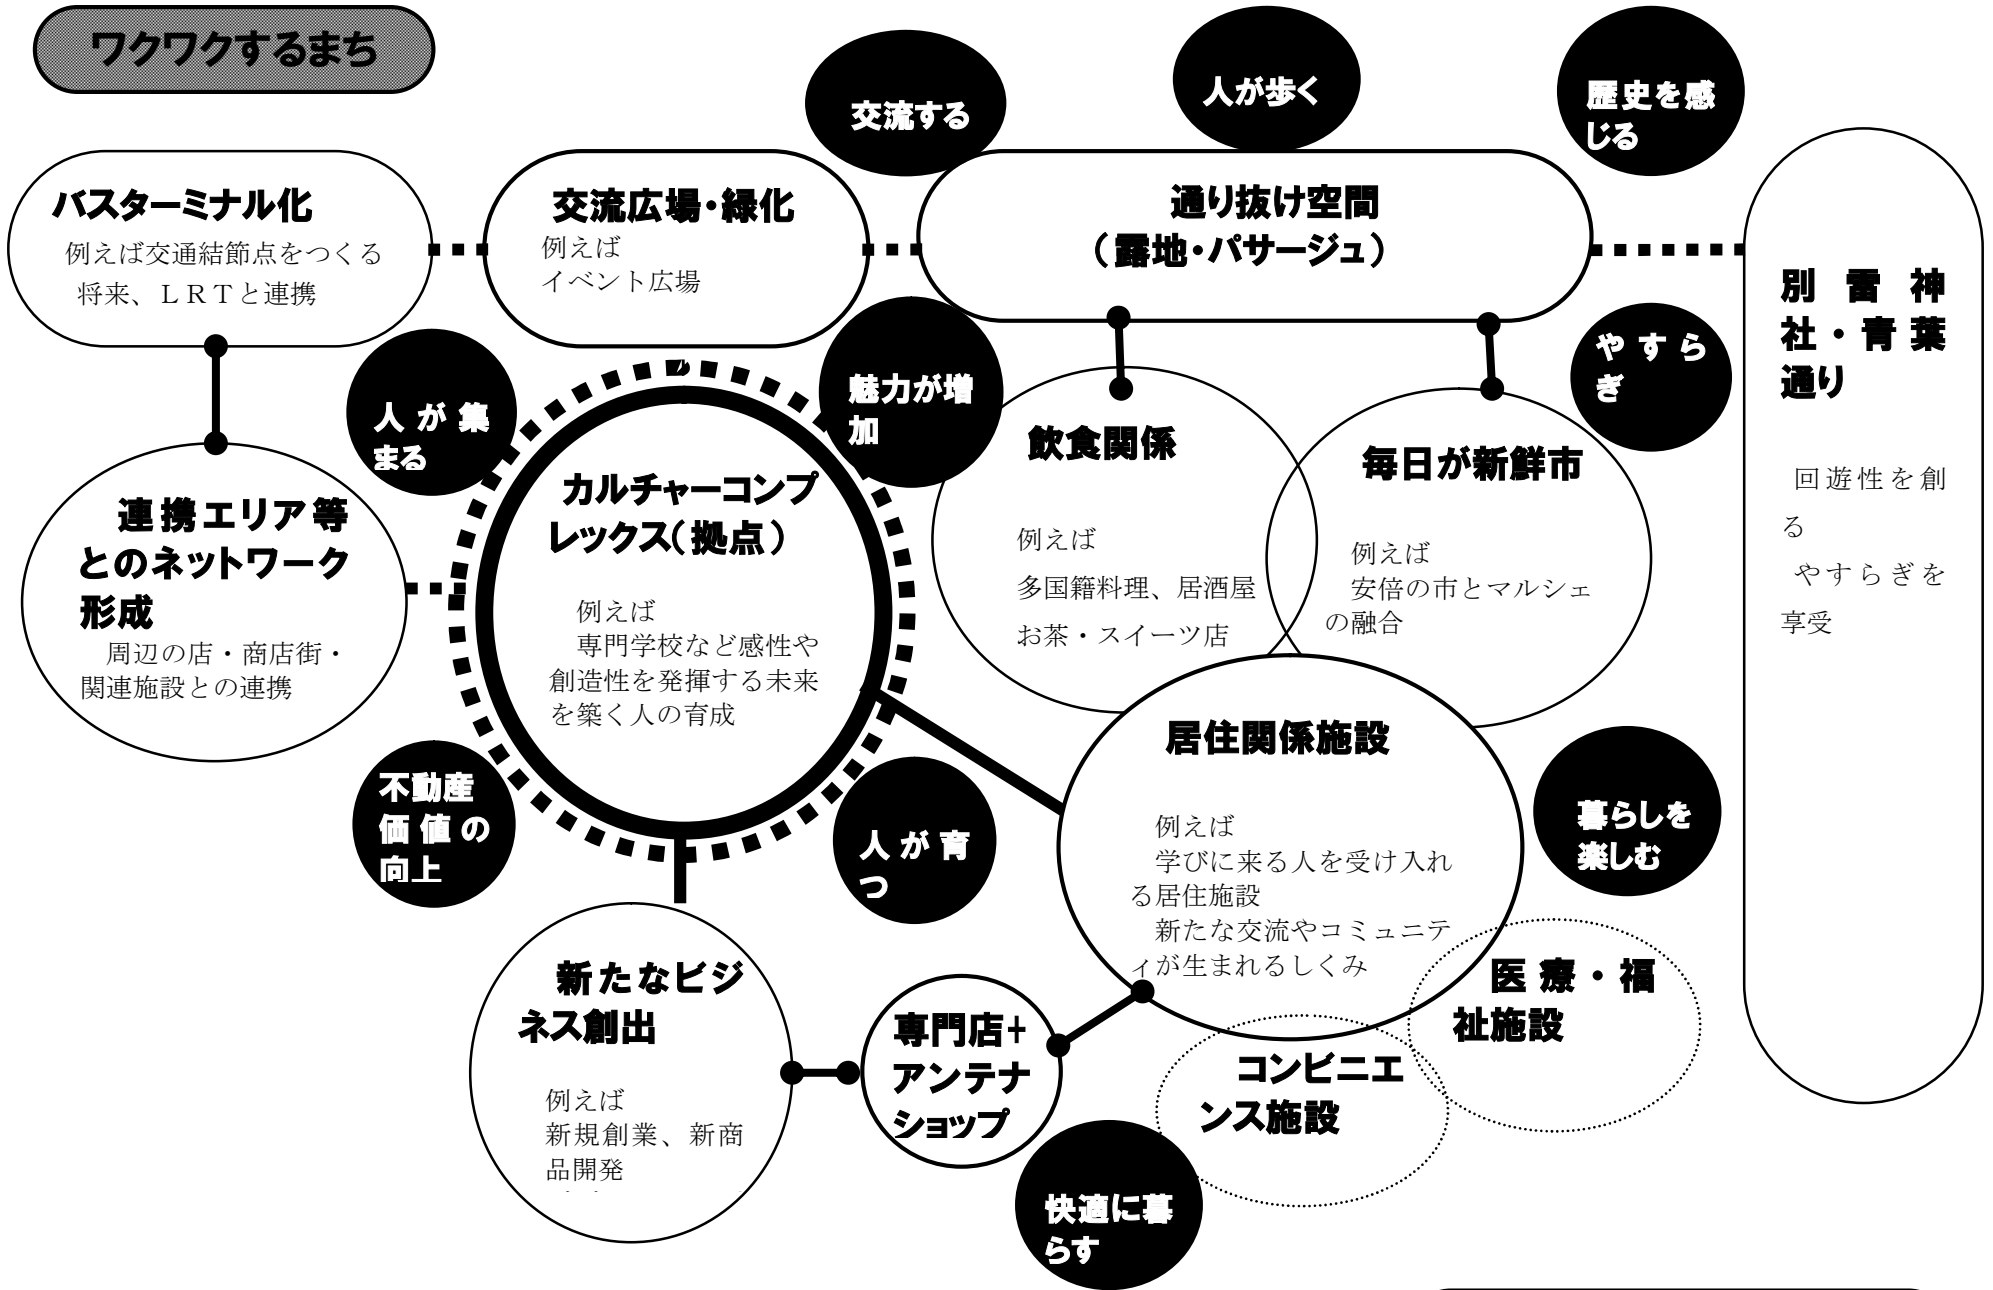 ワクワクするまち
交流する
人が歩く
歴史を感
じる
バスターミナル化
例えば交通結節点をつくる
将来、ＬＲＴと連携
交流広場・緑化
例えば
イベント広場
通り抜け空間
（露地・パサージュ）
別雷神
社・青葉
通り
回遊性を創
る
やすらぎを
享受
人が集
まる
魅力が増
加
やすら
ぎ
連携エリア等
とのネットワーク
形成
周辺の店・商店街・
関連施設との連携
カルチャーコンプ
レックス（拠点）
例えば
専門学校など感性や
創造性を発揮する未来
を築く人の育成
飲食関係
例えば
多国籍料理、居酒屋
お茶・スイーツ店
毎日が新鮮市
例えば
安倍の市とマルシェ
の融合
不動産
価値の
向上
人が育
つ
居住関係施設
例えば
学びに来る人を受け入れ
る居住施設
新たな交流やコミュニテ
ィが生まれるしくみ
暮らしを
楽しむ
新たなビジ
ネス創出
例えば
新規創業、新商
品開発
専門店＋
アンテナ
ショップ
コンビニエ
ンス施設
医療・福
祉施設
快適に暮
らす